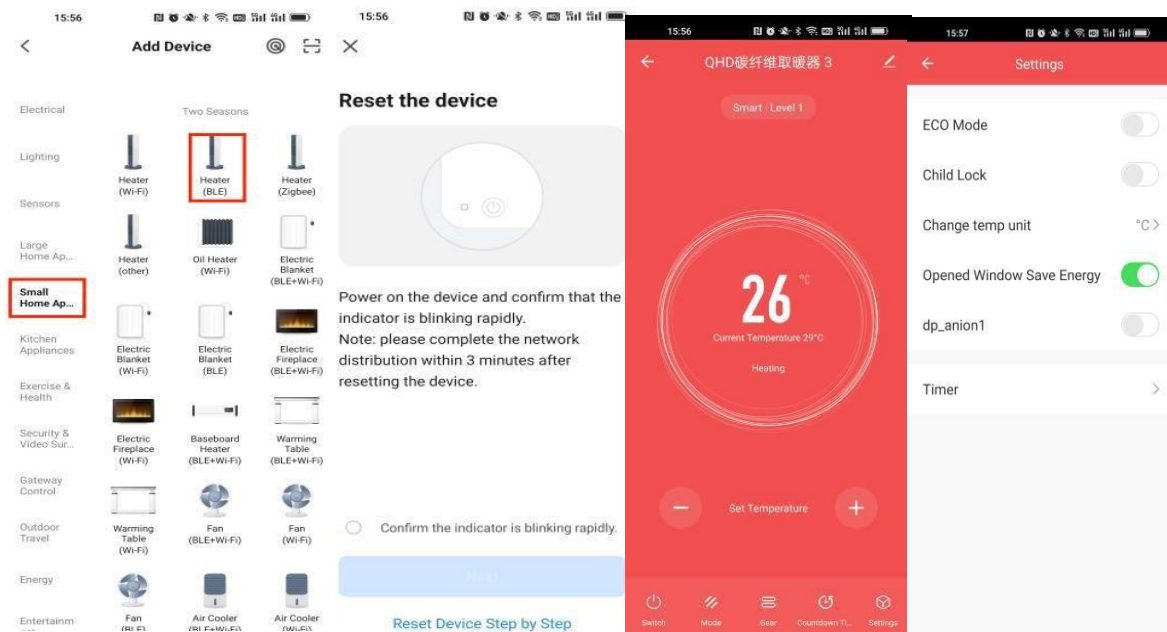 15:56
Add Device
Electrical
Lighting
Sensors
Large
Home Ap...
Small
Home Ap...
Kitchen
Appliances
Exercise &
Health
Security &
Video Sur...
Gateway
Control
Outdoor
Travel
Energy
Entertainm
Two Seasons
Heater
(Wi-Fi)
Heater
(BLE)
Heater
(Zigbee)
Heater
(other)
Oil Heater
(Wi-Fi)
Electric
Blanket
(BLE+Wi-Fi)
Electric
Blanket
(Wi-Fi)
Electric
Blanket
(BLE)
Electric
Fireplace
(BLE+Wi-Fi)
Electric
Fireplace
(Wi-Fi)
Baseboard
Heater
(BLE+Wi-Fi)
Warming
Table
(BLE+Wi-Fi)
Warming
Table
(Wi-Fi)
Fan
(BLE+Wi-Fi)
Fan
(Wi-Fi)
Fan
(BLE)
Air Cooler
(BLE+Wi-Fi)
Air Cooler
(Wi-Fi)
15:56
Reset the device
Power on the device and confirm that the
indicator is blinking rapidly.
Note: please complete the network
distribution within 3 minutes after
resetting the device.
Confirm the indicator is blinking rapidly.
Next
Reset Device Step by Step
15:56
QHD碳纤维取暖器 3
Smart | Level 1
26 °C
Current Temperature 29°C
Heating
Set Temperature
Switch
Mode
Gear
Countdown Ti...
Settings
15:57
Settings
ECO Mode
Child Lock
Change temp unit
°C
Opened Window Save Energy
dp_anion1
Timer